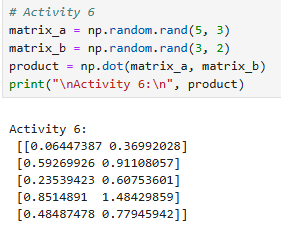 # Activity 6
matrix_a = np.random.rand(5, 3)
matrix_b = np.random.rand(3, 2)
product = np.dot(matrix_a, matrix_b)
print("\nActivity 6:\n", product)
Activity 6:
[[0.06447387 0.36992028]
[0.59269926 0.91108057]
[0.23539423 0.60753601]
[0.8514891  1.48429859]
[0.48487478 0.77945942]]